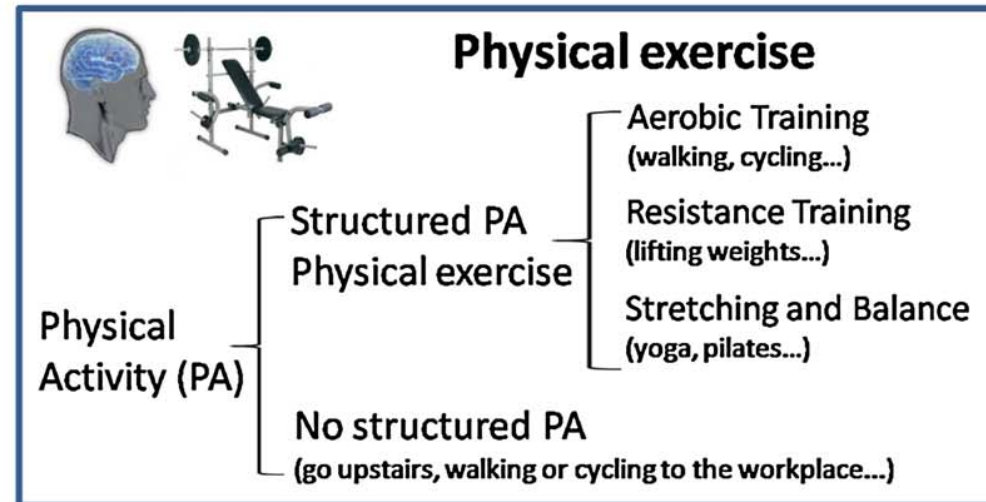 Physical exercise
Aerobic Training
(walking, cycling...)
Structured PA
Physical exercise
Resistance Training
(lifting weights...)
Stretching and Balance
(yoga, pilates...)
Physical
Activity (PA)
No structured PA
(go upstairs, walking or cycling to the workplace...)